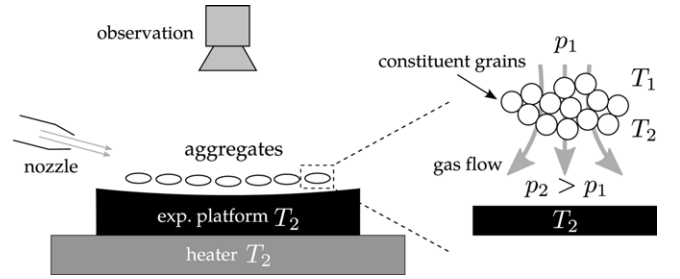 observation
nozzle
aggregates
exp. platform T₂
heater T₂
constituent grains
p₁
T₁
T₂
gas flow
p₂ > p₁
T₂